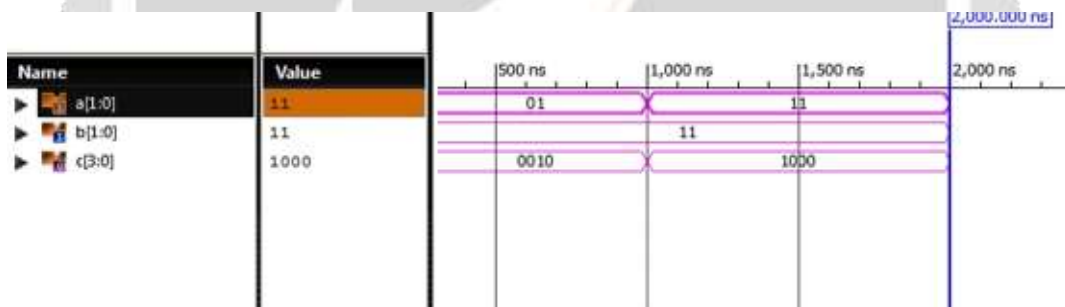 2,000.000 ns
Name Value 500 ns 1,000 ns 1,500 ns 2,000 ns
a[1:0] 11 01 11
b[1:0] 11 11
c[3:0] 1000 0010 1000